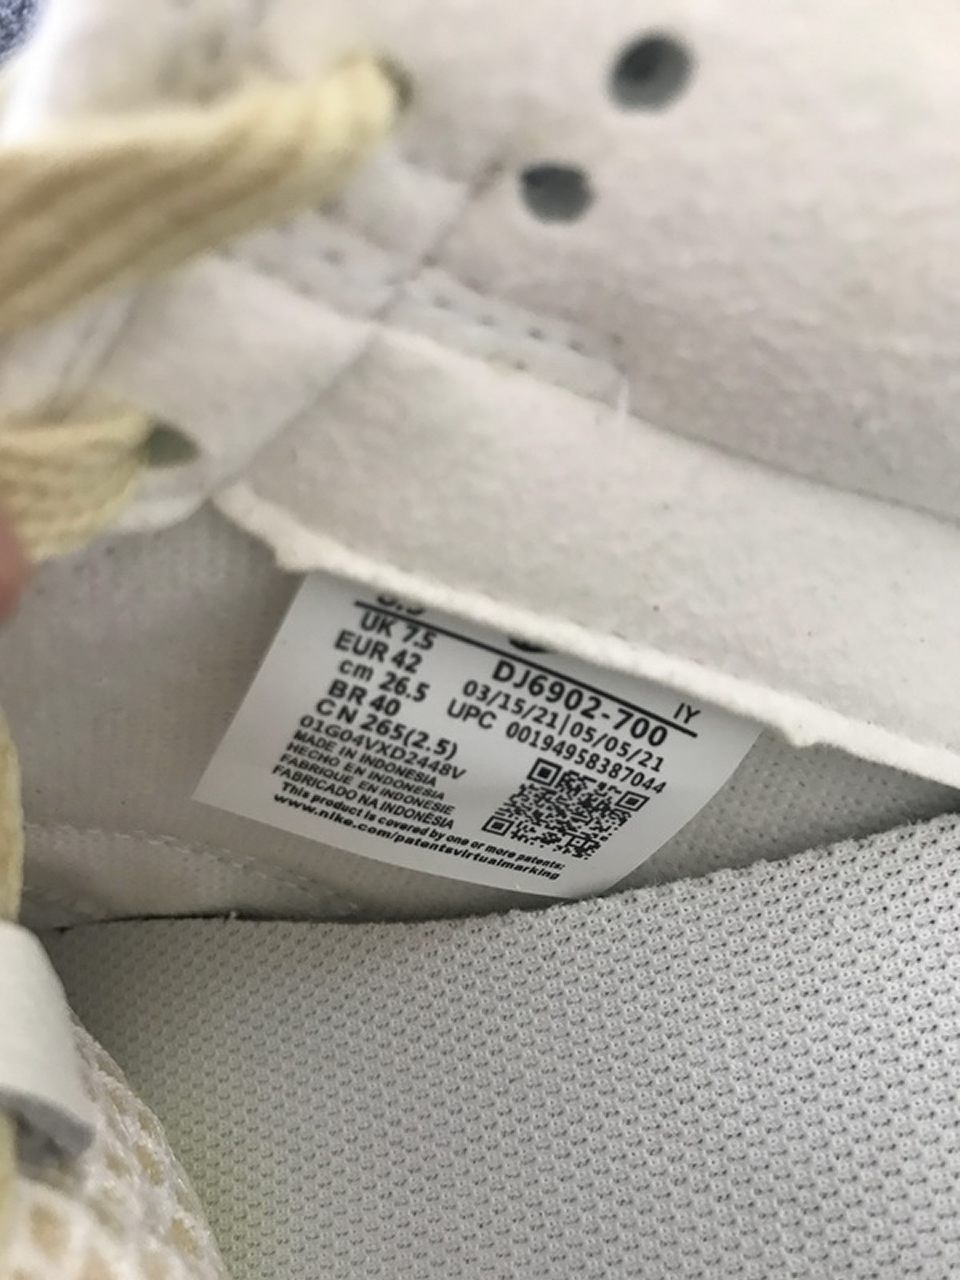 8.5
UK 7.5
EUR 42
cm 26.5
BR 40
CN 265(2.5)
01G04VXD2448V
MADE IN INDONESIA
HECHO EN INDONESIA
FABRIQUE EN INDONESIE
FABRICADO NA INDONESIA
This product is covered by one or more patents:
www.nike.com/patentsvirtualmarking
IY
DJ6902-700
03/15/21|05/05/21
UPC 00194958387044